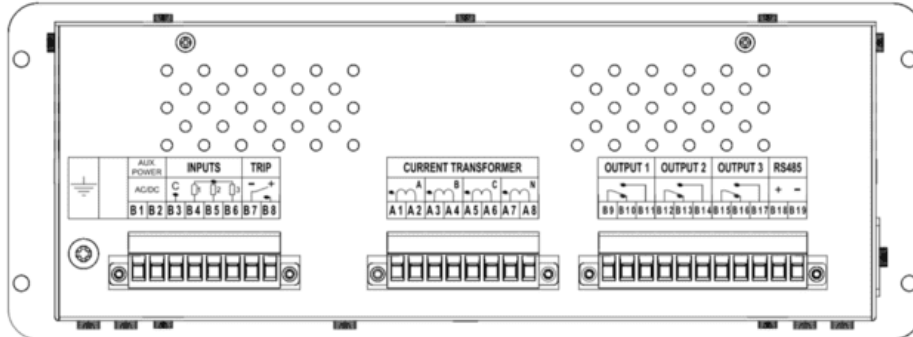 AUX
POWER
INPUTS
TRIP
AC/DC
C
1
2
3
- +
B1 B2 B3 B4 B5 B6 B7 B8
CURRENT TRANSFORMER
A
B
C
N
A1 A2 A3 A4 A5 A6 A7 A8
OUTPUT 1
OUTPUT 2
OUTPUT 3
RS485
+ -
B9 B10 B11 B12 B13 B14 B15 B16 B17 B18 B19